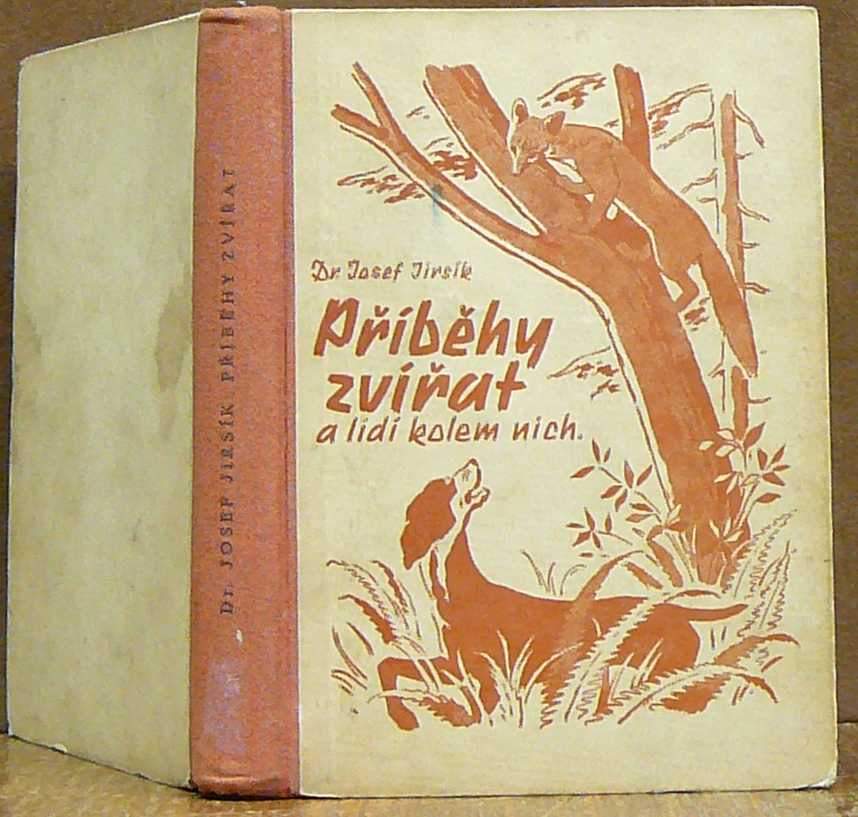 Dr. JOSEF JIRSÍK PŘÍBĚHY ZVÍŘAT
Dr. Josef Jirsík
Příběhy
zvířat
a lidí kolem nich.